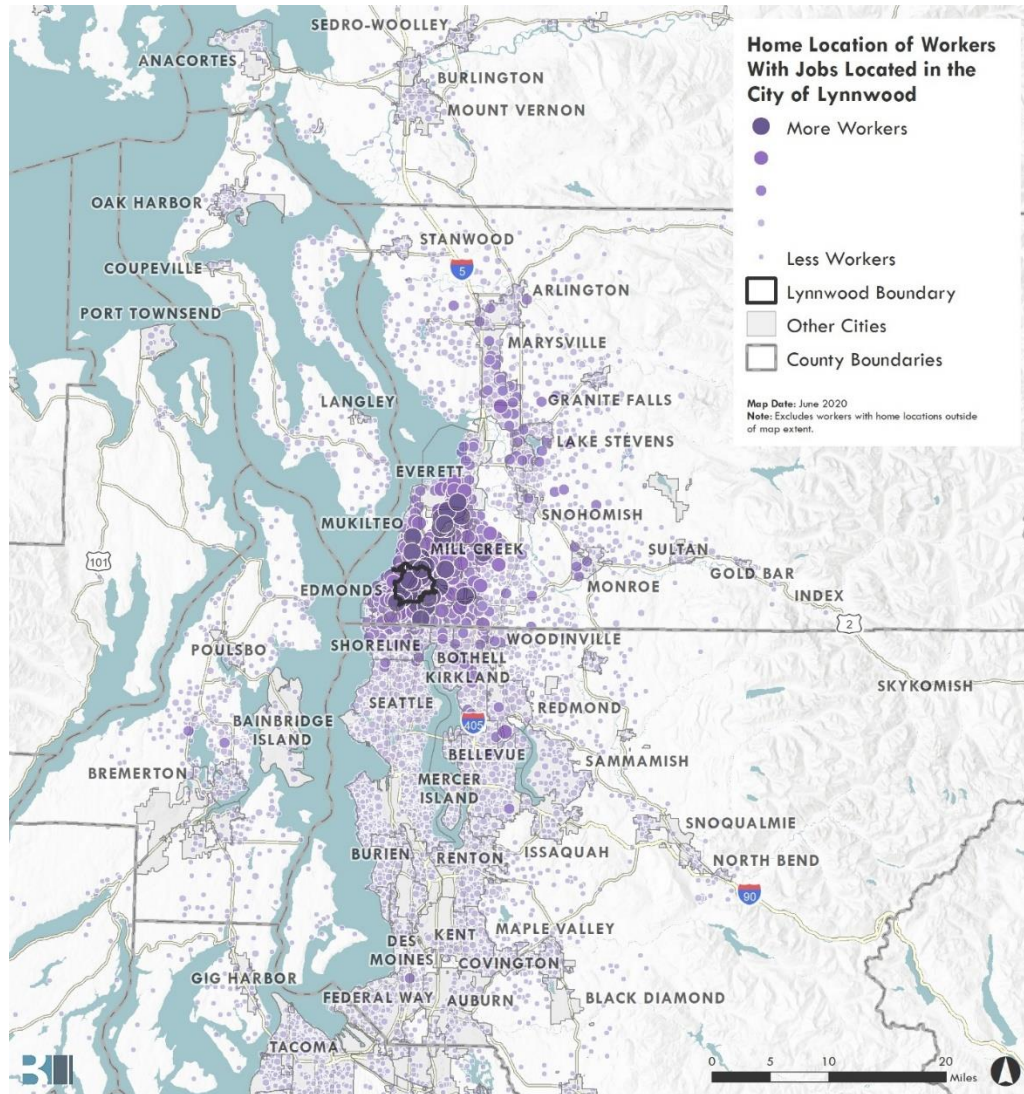 SEDRO-WOOLLEY
ANACORTES
BURLINGTON
MOUNT VERNON
OAK HARBOR
STANWOOD
COUPEVILLE
5
ARLINGTON
PORT TOWNSEND
MARYSVILLE
LANGLEY
GRANITE FALLS
LAKE STEVENS
EVERETT
SNOHOMISH
MUKILTEO
MILL CREEK
SULTAN
101
GOLD BAR
EDMONDS
MONROE
INDEX
2
SHORELINE
WOODINVILLE
POULSBO
BOTHELL
KIRKLAND
SKYKOMISH
SEATTLE
REDMOND
BAINBRIDGE
ISLAND
405
BELLEVUE
SAMMAMISH
BREMERTON
MERCER
ISLAND
SNOQUALMIE
BURIEN
RENTON
ISSAQUAH
NORTH BEND
90
DES
MOINES
KENT
MAPLE VALLEY
COVINGTON
GIG HARBOR
FEDERAL WAY
AUBURN
BLACK DIAMOND
TACOMA
Home Location of Workers
With Jobs Located in the
City of Lynnwood
More Workers
Less Workers
Lynnwood Boundary
Other Cities
County Boundaries
Map Date: June 2020
Note: Excludes workers with home locations outside
of map extent.
0 5 10 20
Miles